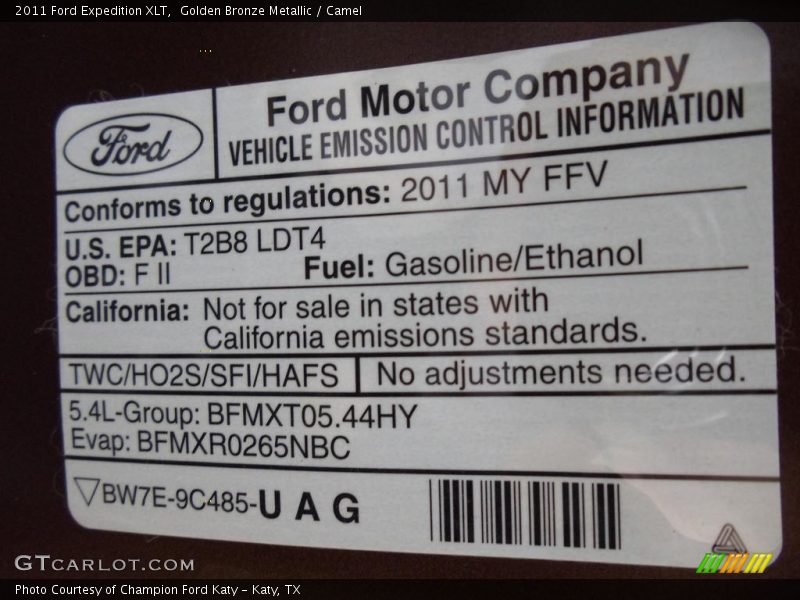 2011 Ford Expedition XLT,  Golden Bronze Metallic / Camel
Ford
Ford Motor Company
VEHICLE EMISSION CONTROL INFORMATION
Conforms to regulations: 2011 MY FFV
U.S. EPA: T2B8 LDT4
OBD: F II Fuel: Gasoline/Ethanol
California: Not for sale in states with
California emissions standards.
TWC/HO2S/SFI/HAFS No adjustments needed.
5.4L-Group: BFMXT05.44HY
Evap: BFMXR0265NBC
BW7E-9C485-U A G
GTCARLOT.COM
Photo Courtesy of Champion Ford Katy - Katy, TX